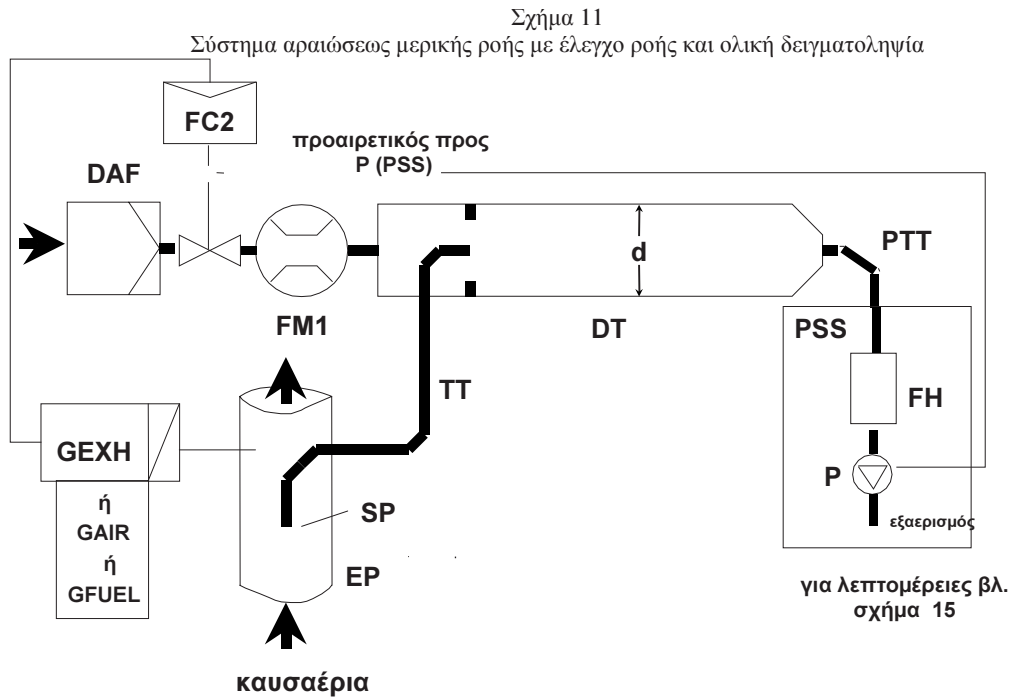 Σχήμα 11
Σύστημα αραιώσεως μερικής ροής με έλεγχο ροής και ολική δειγματοληψία
FC2
προαιρετικός προς
P (PSS)
DAF
d
PTT
FM1
DT
PSS
TT
FH
GEXH
P
ή
GAIR
ή
GFUEL
SP
εξαερισμός
EP
για λεπτομέρειες βλ.
σχήμα 15
καυσαέρια